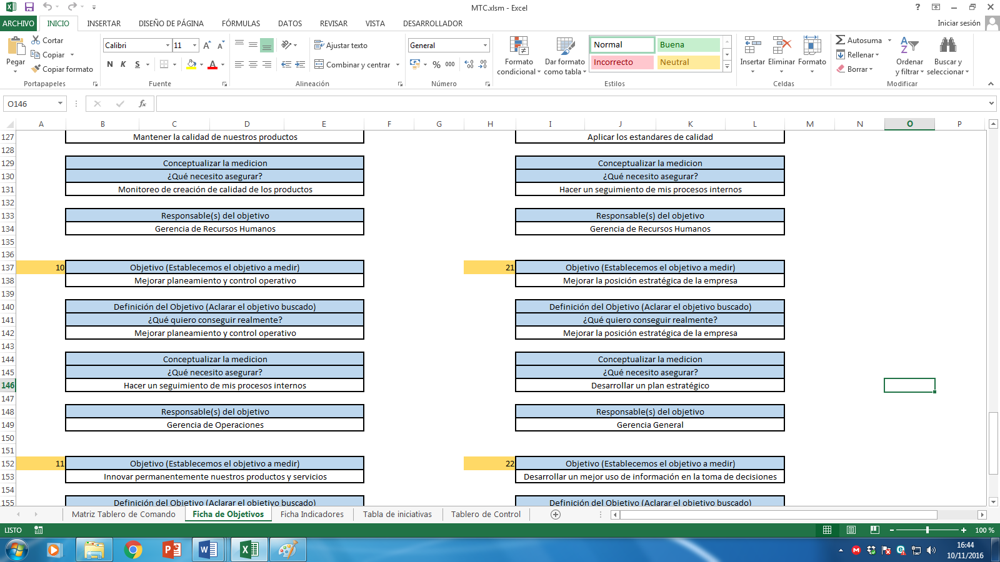 MTC.xlsm - Excel
ARCHIVO INICIO INSERTAR DISEÑO DE PÁGINA FÓRMULAS DATOS REVISAR VISTA DESARROLLADOR Iniciar sesión
Pegar
Cortar
Copiar
Copiar formato
Portapapeles
Calibri 11
N K S
Fuente
Ajustar texto
Combinar y centrar
Alineación
General
% 000
Número
Formato condicional
Dar formato como tabla
Normal Buena
Incorrecto Neutral
Estilos
Insertar Eliminar Formato
Celdas
Autosuma
Rellenar
Borrar
Ordenar y filtrar
Buscar y seleccionar
Modificar
O146
A B C D E F G H I J K L M N O P
127 Mantener la calidad de nuestros productos Aplicar los estandares de calidad
128
129 Conceptualizar la medicion Conceptualizar la medicion
130 ¿Qué necesito asegurar? ¿Qué necesito asegurar?
131 Monitoreo de creación de calidad de los productos Hacer un seguimiento de mis procesos internos
132
133 Responsable(s) del objetivo Responsable(s) del objetivo
134 Gerencia de Recursos Humanos Gerencia de Recursos Humanos
135
136
137 10 Objetivo (Establecemos el objetivo a medir) 21 Objetivo (Establecemos el objetivo a medir)
138 Mejorar planeamiento y control operativo Mejorar la posición estratégica de la empresa
139
140 Definición del Objetivo (Aclarar el objetivo buscado) Definición del Objetivo (Aclarar el objetivo buscado)
141 ¿Qué quiero conseguir realmente? ¿Qué quiero conseguir realmente?
142 Mejorar planeamiento y control operativo Mejorar la posición estratégica de la empresa
143
144 Conceptualizar la medicion Conceptualizar la medicion
145 ¿Qué necesito asegurar? ¿Qué necesito asegurar?
146 Hacer un seguimiento de mis procesos internos Desarrollar un plan estratégico
147
148 Responsable(s) del objetivo Responsable(s) del objetivo
149 Gerencia de Operaciones Gerencia General
150
151
152 11 Objetivo (Establecemos el objetivo a medir) 22 Objetivo (Establecemos el objetivo a medir)
153 Innovar permanentemente nuestros productos y servicios Desarrollar un mejor uso de información en la toma de decisiones
154
155 Definición del Objetivo (Aclarar el objetivo buscado) Definición del Objetivo (Aclarar el objetivo buscado)
Matriz Tablero de Comando Ficha de Objetivos Ficha Indicadores Tabla de iniciativas Tablero de Control
LISTO 100 %
16:44
10/11/2016